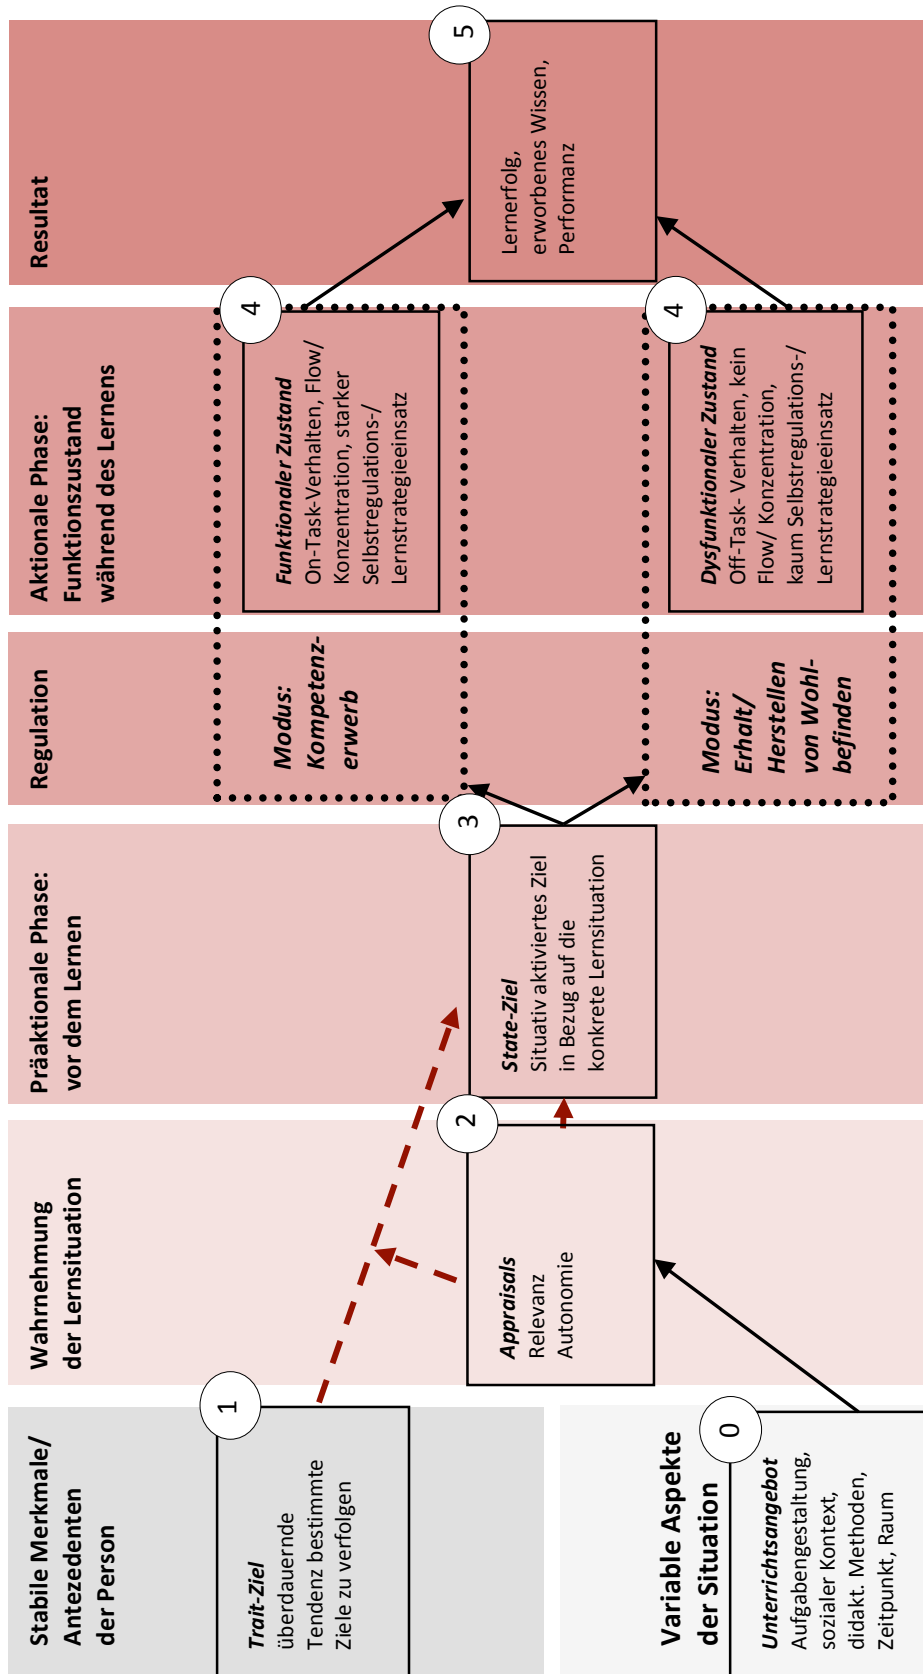 Stabile Merkmale/
Antezedenten
der Person
1
Trait-Ziel
überdauernde
Tendenz bestimmte
Ziele zu verfolgen
Variable Aspekte
der Situation
0
Unterrichtsangebot
Aufgabengestaltung,
sozialer Kontext,
didakt. Methoden,
Zeitpunkt, Raum
Wahrnehmung
der Lernsituation
2
Appraisals
Relevanz
Autonomie
Präaktionale Phase:
vor dem Lernen
3
State-Ziel
Situativ aktiviertes Ziel
in Bezug auf die
konkrete Lernsituation
Regulation
Modus:
Kompetenz-
erwerb
Modus:
Erhalt/
Herstellen
von Wohl-
befinden
Aktionale Phase:
Funktionszustand
während des Lernens
4
Funktionaler Zustand
On-Task-Verhalten, Flow/
Konzentration, starker
Selbstregulations-/
Lernstrategieeinsatz
4
Dysfunktionaler Zustand
Off-Task- Verhalten, kein
Flow/ Konzentration,
kaum Selbstregulations-/
Lernstrategieeinsatz
Resultat
5
Lernerfolg,
erworbenes Wissen,
Performanz